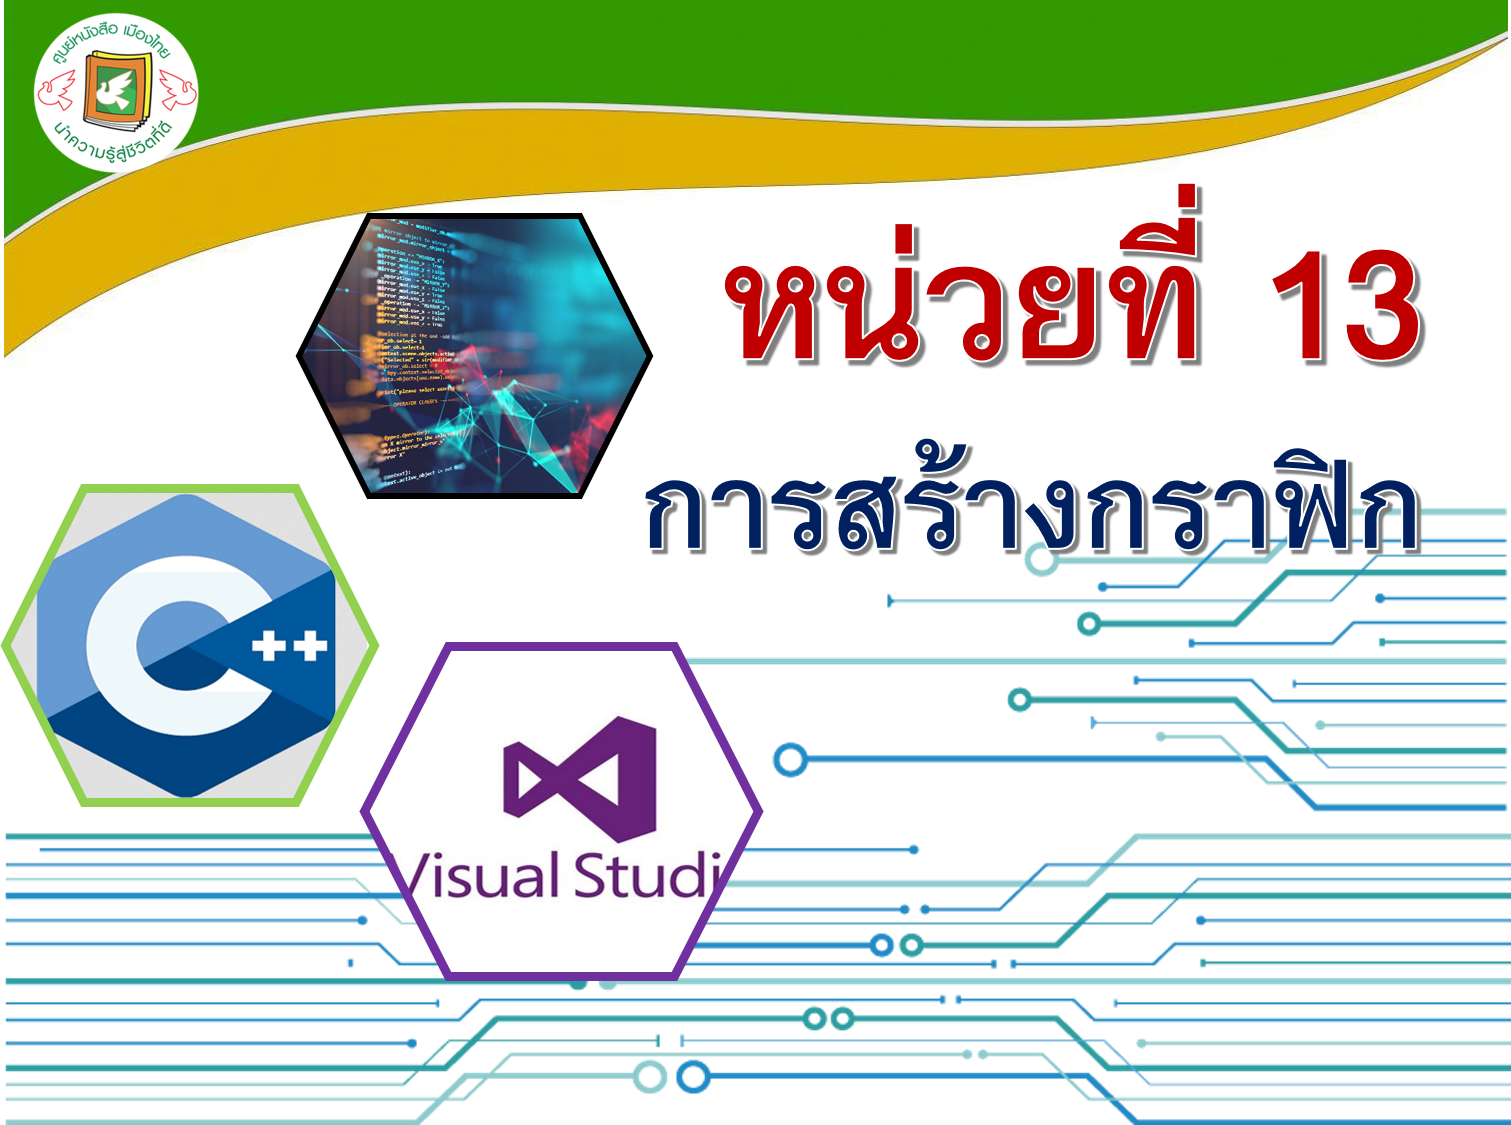 ศูนย์หนังสือ เมืองไทย
นำความรู้สู่ชีวิตที่ดี
หน่วยที่ 13
การสร้างกราฟิก
C++
Visual Studi